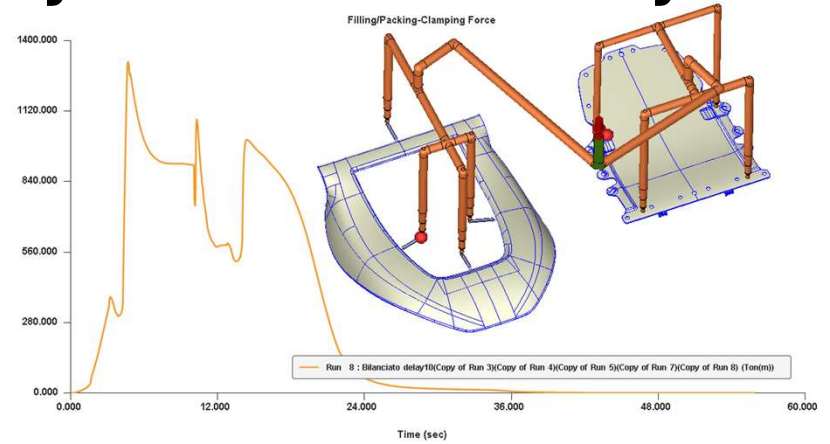 Filling/Packing-Clamping Force
1400.000
1120.000
840.000
560.000
280.000
0.000
Run 8 : Bilanciato delay10(Copy of Run 3)(Copy of Run 4)(Copy of Run 5)(Copy of Run 7)(Copy of Run 8) (Ton(m))
0.000 12.000 24.000 36.000 48.000 60.000
Time (sec)